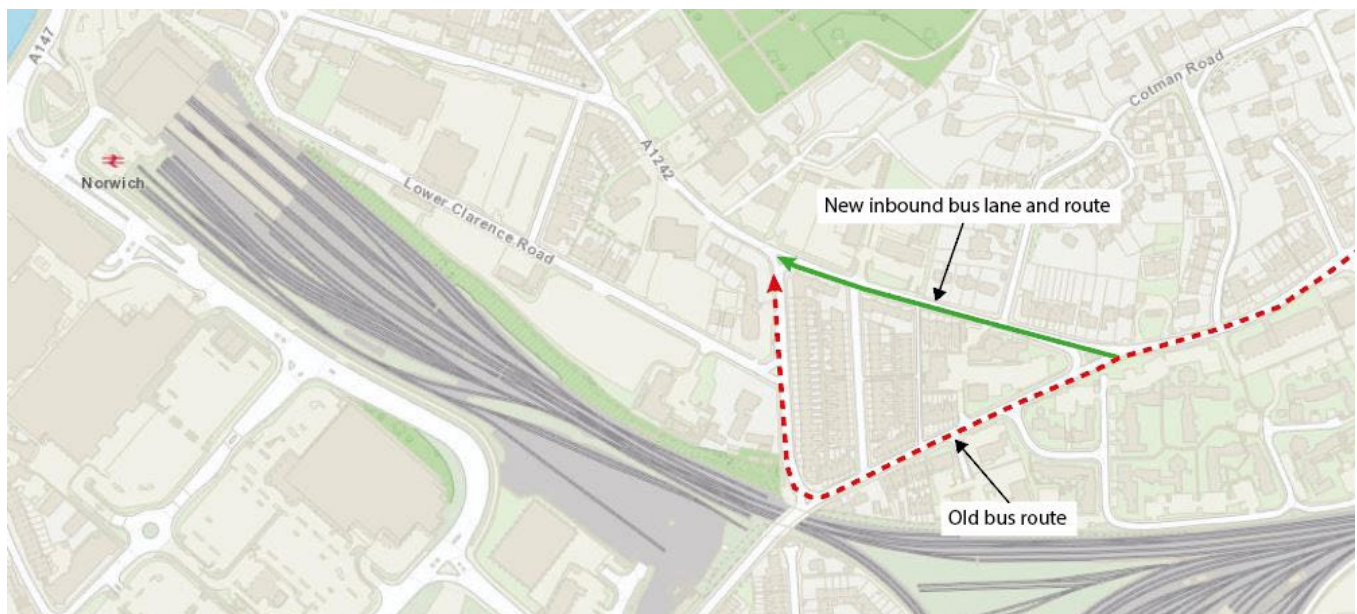 A147
Norwich
Lower Clarence Road
A1242
Cotman Road
New inbound bus lane and route
Old bus route